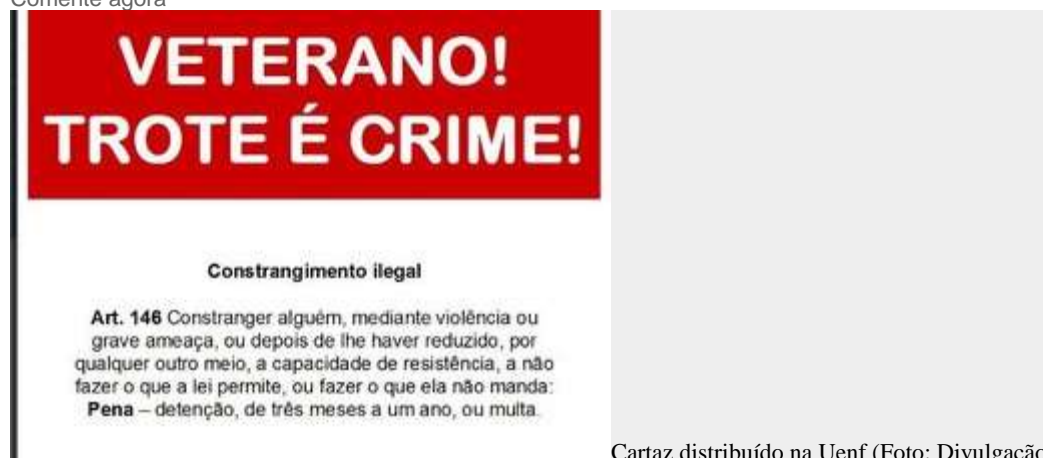 Comente agora
VETERANO!
TROTE É CRIME!
Constrangimento ilegal
Art. 146 Constranger alguém, mediante violência ou
grave ameaça, ou depois de lhe haver reduzido, por
qualquer outro meio, a capacidade de resistência, a não
fazer o que a lei permite, ou fazer o que ela não manda:
Pena – detenção, de três meses a um ano, ou multa.
Cartaz distribuído na Uenf (Foto: Divulgação